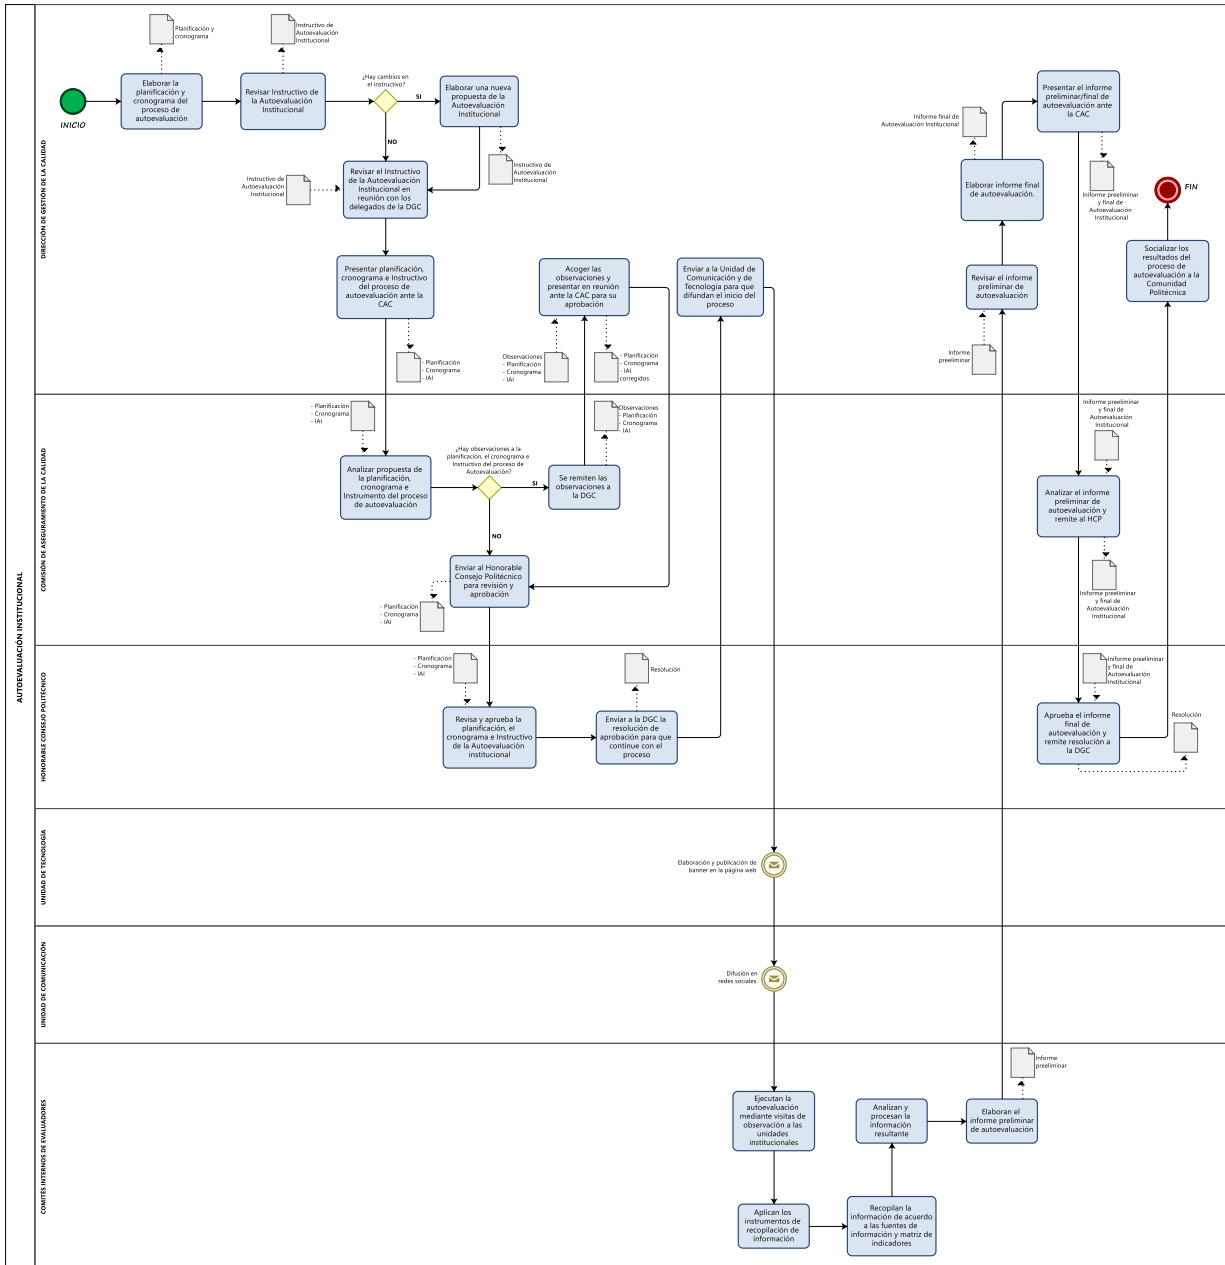 AUTOEVALUACIÓN INSTITUCIONAL
DIRECCIÓN DE GESTIÓN DE LA CALIDAD
Planificación y
cronograma
Instructivo de
Autoevaluación
Institucional
INICIO
Elaborar la
planificación y
cronograma del
proceso de
autoevaluación
Revisar Instructivo de
la Autoevaluación
Institucional
¿Hay cambios en
el instructivo?
SI
NO
Elaborar una nueva
propuesta de la
Autoevaluación
Institucional
Instructivo de
Autoevaluación
Institucional
Instructivo de
Autoevaluación
Institucional
Revisar el Instructivo
de la Autoevaluación
Institucional en
reunión con los
delegados de la DGC
Presentar planificación,
cronograma e Instructivo
del proceso de
autoevaluación ante la
CAC
- Planificación
- Cronograma
- IAI
Acoger las
observaciones y
presentar en reunión
ante la CAC para su
aprobación
Observaciones
- Planificación
- Cronograma
- IAI
- Planificación
- Cronograma
- IAI
corregidos
Enviar a la Unidad de
Comunicación y de
Tecnología para que
difundan el inicio del
proceso
Iniforme final de
Autoevaluación Institucional
Elaborar informe final
de autoevaluación.
Revisar el informe
preliminar de
autoevaluación
Informe
preeliminar
Presentar el informe
preliminar/final de
autoevaluación ante
la CAC
Iniforme preeliminar
y final de
Autoevaluación
Institucional
FIN
Socializar los
resultados del
proceso de
autoevaluación a la
Comunidad
Politécnica
COMISIÓN DE ASEGURAMIENTO DE LA CALIDAD
- Planificación
- Cronograma
- IAI
Analizar propuesta de
la planificación,
cronograma e
Instrumento del proceso
de autoevaluación
¿Hay observaciones a la
planificación, el cronograma e
Instructivo del proceso de
Autoevaluación?
SI
NO
Se remiten las
observaciones a
la DGC
Observaciones
- Planificación
- Cronograma
- IAI
Enviar al Honorable
Consejo Politécnico
para revisión y
aprobación
- Planificación
- Cronograma
- IAI
Iniforme preeliminar
y final de
Autoevaluación
Institucional
Analizar el informe
preliminar de
autoevaluación y
remite al HCP
Iniforme preeliminar
y final de
Autoevaluación
Institucional
HONORABLE CONSEJO POLITÉCNICO
- Planificación
- Cronograma
- IAI
Revisa y aprueba la
planificación, el
cronograma e Instructivo
de la Autoevaluación
institucional
Resolución
Enviar a la DGC la
resolución de
aprobación para que
continue con el
proceso
Iniforme preeliminar
y final de
Autoevaluación
Institucional
Aprueba el informe
final de
autoevaluación y
remite resolución a
la DGC
Resolución
UNIDAD DE TECNOLOGÍA
Elaboración y publicación de
banner en la página web
UNIDAD DE COMUNICACIÓN
Difusión en
redes sociales.
COMITÉS INTERNOS DE EVALUADORES
Ejecutan la
autoevaluación
mediante visitas de
observación a las
unidades
institucionales
Aplican los
instrumentos de
recopilación de
información
Recopilan la
información de acuerdo
a las fuentes de
información y matriz de
indicadores
Analizan y
procesan la
información
resultante
Elaboran el
informe preliminar
de autoevaluación
Informe
preeliminar